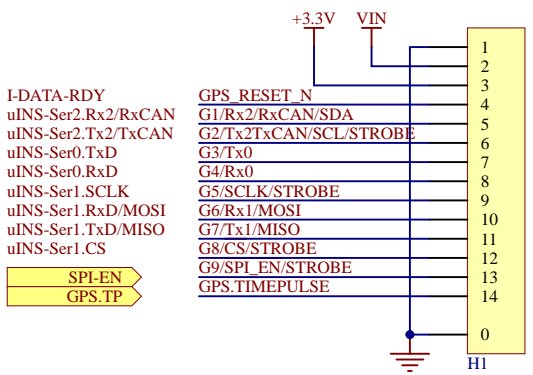 +3.3V VIN
1
2
3
I-DATA-RDY GPS_RESET_N 4
uINS-Ser2.Rx2/RxCAN G1/Rx2/RxCAN/SDA 5
uINS-Ser2.Tx2/TxCAN G2/Tx2TxCAN/SCL/STROBE 6
uINS-Ser0.TxD G3/Tx0 7
uINS-Ser0.RxD G4/Rx0 8
uINS-Ser1.SCLK G5/SCLK/STROBE 9
uINS-Ser1.RxD/MOSI G6/Rx1/MOSI 10
uINS-Ser1.TxD/MISO G7/Tx1/MISO 11
uINS-Ser1.CS G8/CS/STROBE 12
SPI-EN G9/SPI_EN/STROBE 13
GPS.TP GPS.TIMEPULSE 14
0
H1